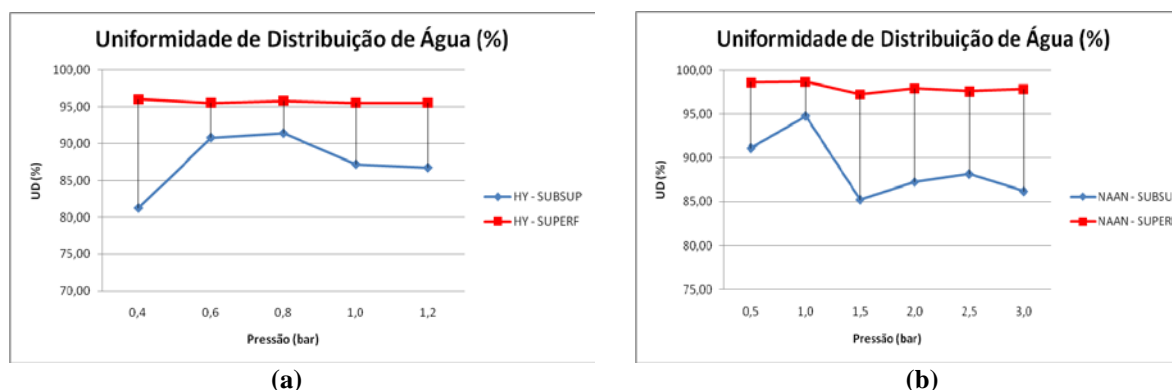 Uniformidade de Distribuição de Água (%)
100,00
95,00
90,00
85,00
80,00
75,00
70,00
UD (%)
0,4 0,6 0,8 1,0 1,2
Pressão (bar)
HY - SUBSUP
HY - SUPERF
(a)
Uniformidade de Distribuição de Água (%)
100,00
95,00
90,00
85,00
80,00
75,00
UD (%)
0,5 1,0 1,5 2,0 2,5 3,0
Pressão (bar)
NAAN - SUBSU
NAAN - SUPER
(b)